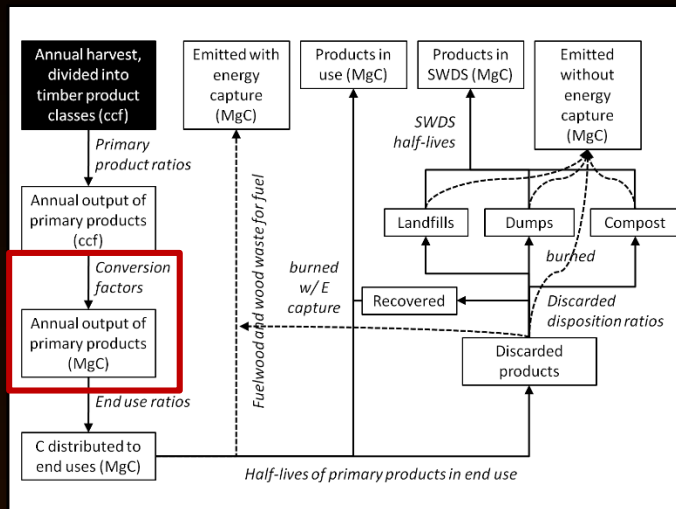 Annual harvest,
divided into
timber product
classes (ccf)
Emitted with
energy capture
(MgC)
Products in
use (MgC)
Products in
SWDS (MgC)
Emitted
without
energy
capture
(MgC)
Primary
product ratios
SWDS
half-lives
Annual output of
primary products
(ccf)
Landfills
Dumps
Compost
Conversion
factors
Fuelwood and wood waste for fuel
burned
w/ E
capture
burned
Recovered
Discarded
disposition ratios
Annual output of
primary products
(MgC)
Discarded
products
End use ratios
C distributed to
end uses (MgC)
Half-lives of primary products in end use